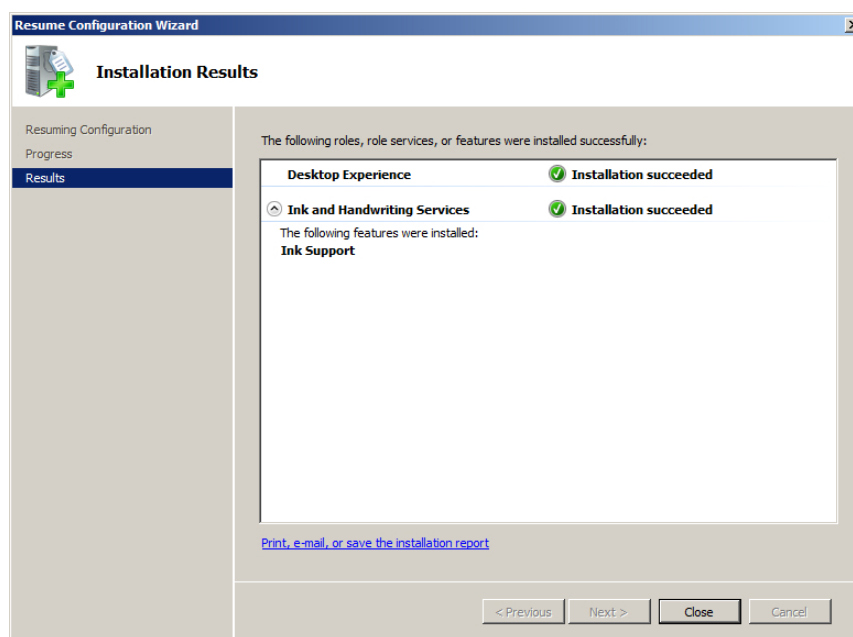 Resume Configuration Wizard
Installation Results
Resuming Configuration
Progress
Results
The following roles, role services, or features were installed successfully:
Desktop Experience Installation succeeded
Ink and Handwriting Services Installation succeeded
The following features were installed:
Ink Support
Print, e-mail, or save the installation report
< Previous Next > Close Cancel